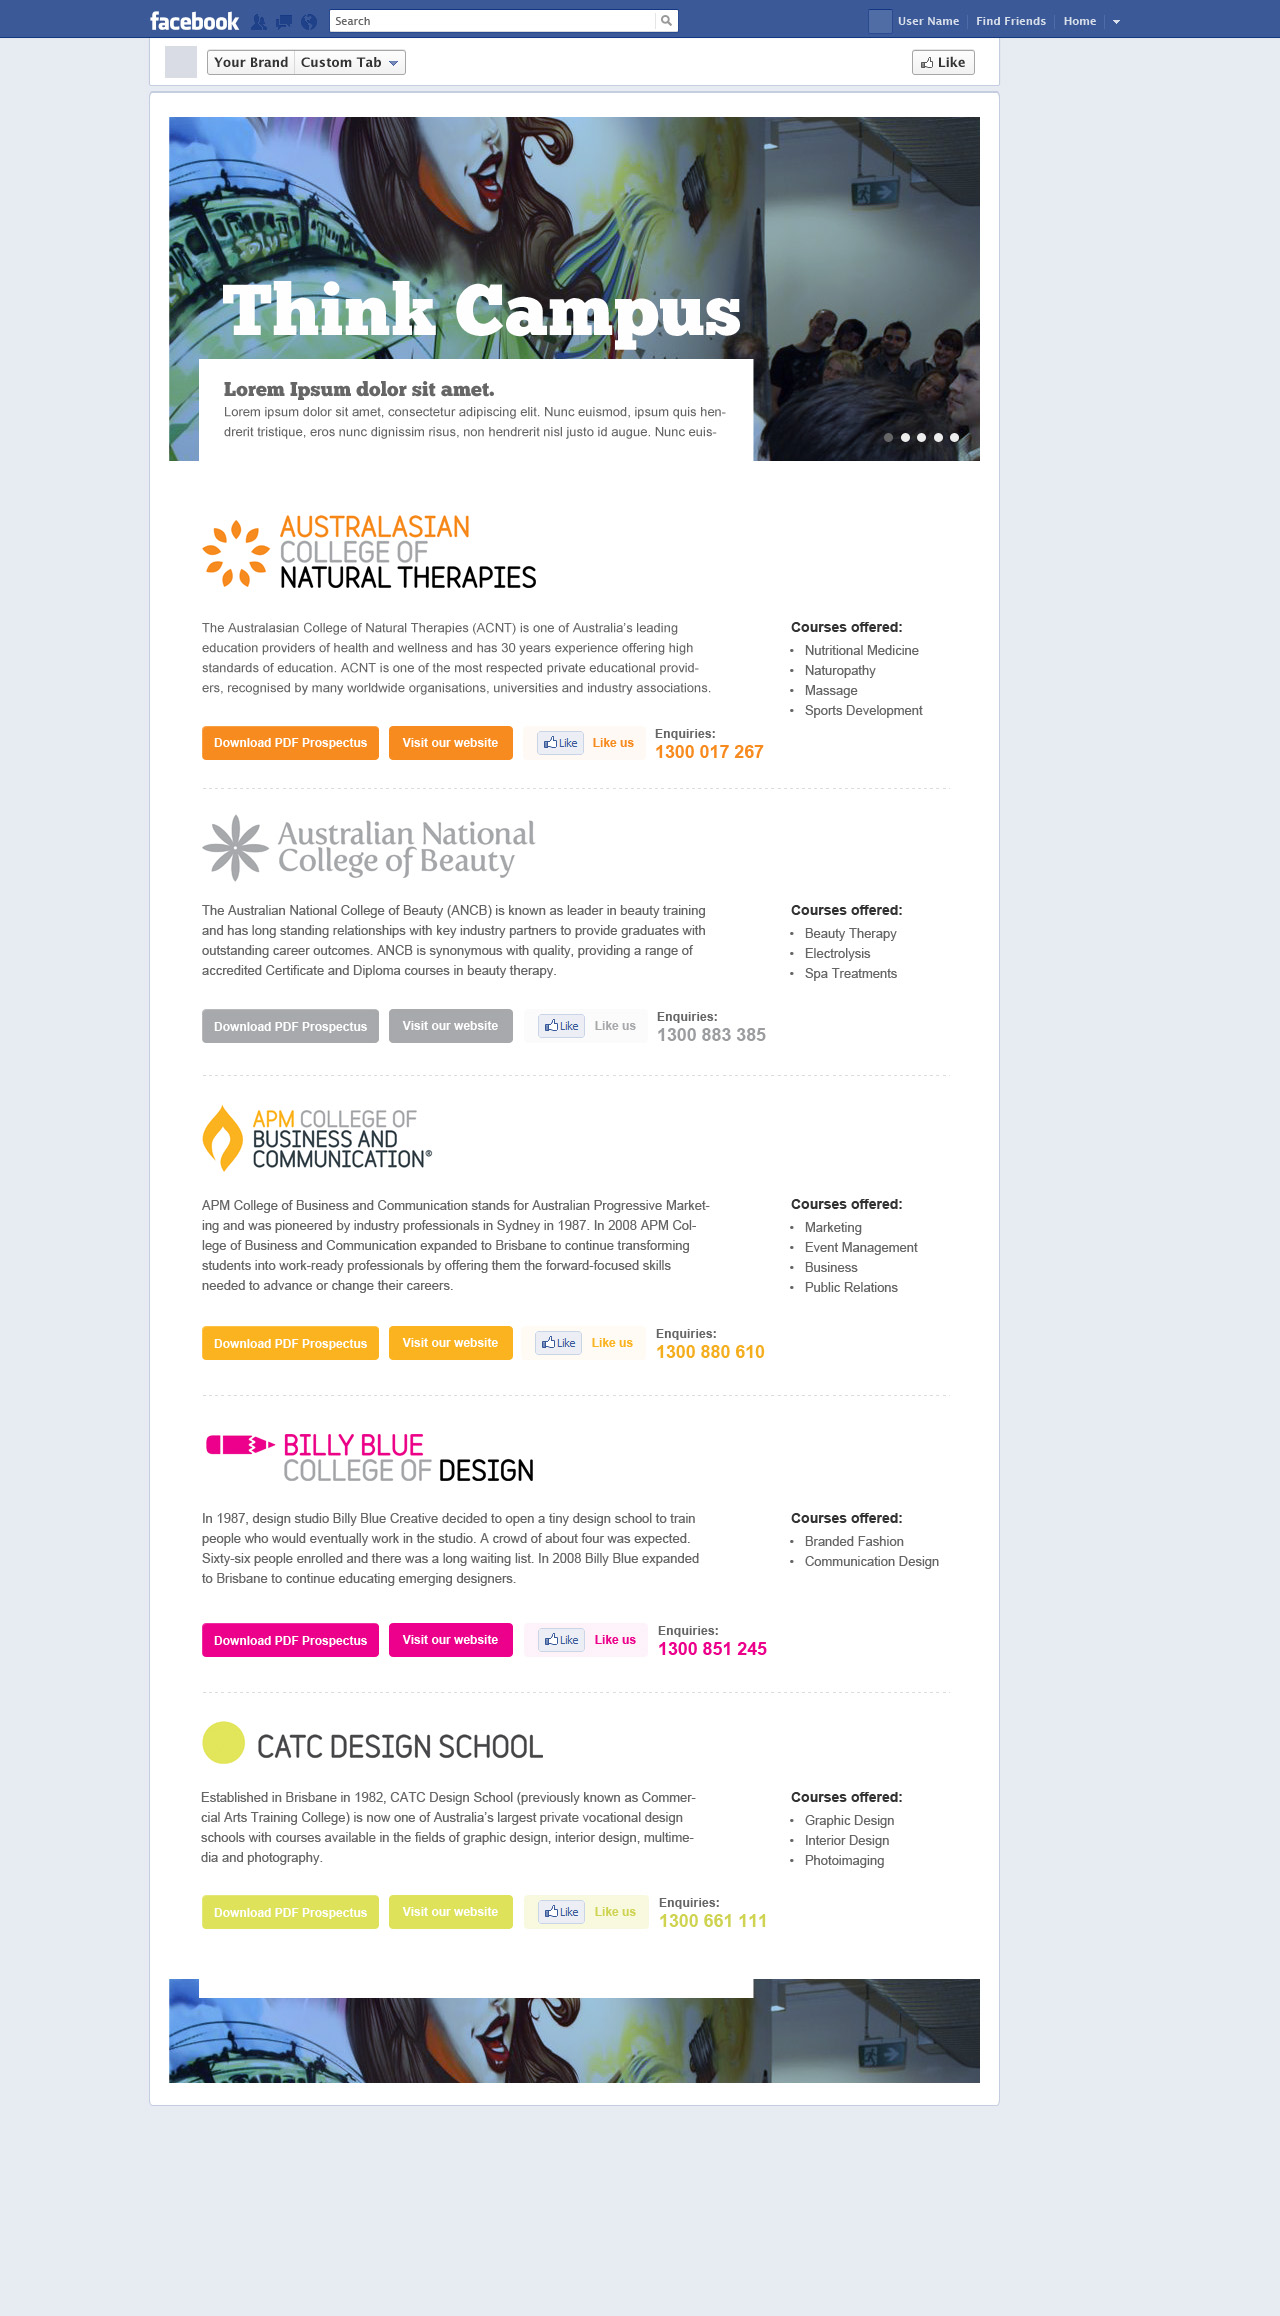 facebook
Search
User Name
Find Friends
Home
Your Brand
Custom Tab
Like
Think Campus
Lorem Ipsum dolor sit amet.
Lorem ipsum dolor sit amet, consectetur adipiscing elit. Nunc euismod, ipsum quis hen-
drerit tristique, eros nunc dignissim risus, non hendrerit nisl justo id augue. Nunc euis-
AUSTRALASIAN
COLLEGE OF
NATURAL THERAPIES
The Australasian College of Natural Therapies (ACNT) is one of Australia's leading
education providers of health and wellness and has 30 years experience offering high
standards of education. ACNT is one of the most respected private educational provid-
ers, recognised by many worldwide organisations, universities and industry associations.
Courses offered:
• Nutritional Medicine
• Naturopathy
• Massage
• Sports Development
Download PDF Prospectus
Visit our website
Like
Like us
Enquiries:
1300 017 267
Australian National
College of Beauty
The Australian National College of Beauty (ANCB) is known as leader in beauty training
and has long standing relationships with key industry partners to provide graduates with
outstanding career outcomes. ANCB is synonymous with quality, providing a range of
accredited Certificate and Diploma courses in beauty therapy.
Courses offered:
• Beauty Therapy
• Electrolysis
• Spa Treatments
Download PDF Prospectus
Visit our website
Like
Like us
Enquiries:
1300 883 385
APM COLLEGE OF
BUSINESS AND
COMMUNICATION®
APM College of Business and Communication stands for Australian Progressive Market-
ing and was pioneered by industry professionals in Sydney in 1987. In 2008 APM Col-
lege of Business and Communication expanded to Brisbane to continue transforming
students into work-ready professionals by offering them the forward-focused skills
needed to advance or change their careers.
Courses offered:
• Marketing
• Event Management
• Business
• Public Relations
Download PDF Prospectus
Visit our website
Like
Like us
Enquiries:
1300 880 610
BILLY BLUE
COLLEGE OF DESIGN
In 1987, design studio Billy Blue Creative decided to open a tiny design school to train
people who would eventually work in the studio. A crowd of about four was expected.
Sixty-six people enrolled and there was a long waiting list. In 2008 Billy Blue expanded
to Brisbane to continue educating emerging designers.
Courses offered:
• Branded Fashion
• Communication Design
Download PDF Prospectus
Visit our website
Like
Like us
Enquiries:
1300 851 245
CATC DESIGN SCHOOL
Established in Brisbane in 1982, CATC Design School (previously known as Commer-
cial Arts Training College) is now one of Australia's largest private vocational design
schools with courses available in the fields of graphic design, interior design, multime-
dia and photography.
Courses offered:
• Graphic Design
• Interior Design
• Photoimaging
Download PDF Prospectus
Visit our website
Like
Like us
Enquiries:
1300 661 111